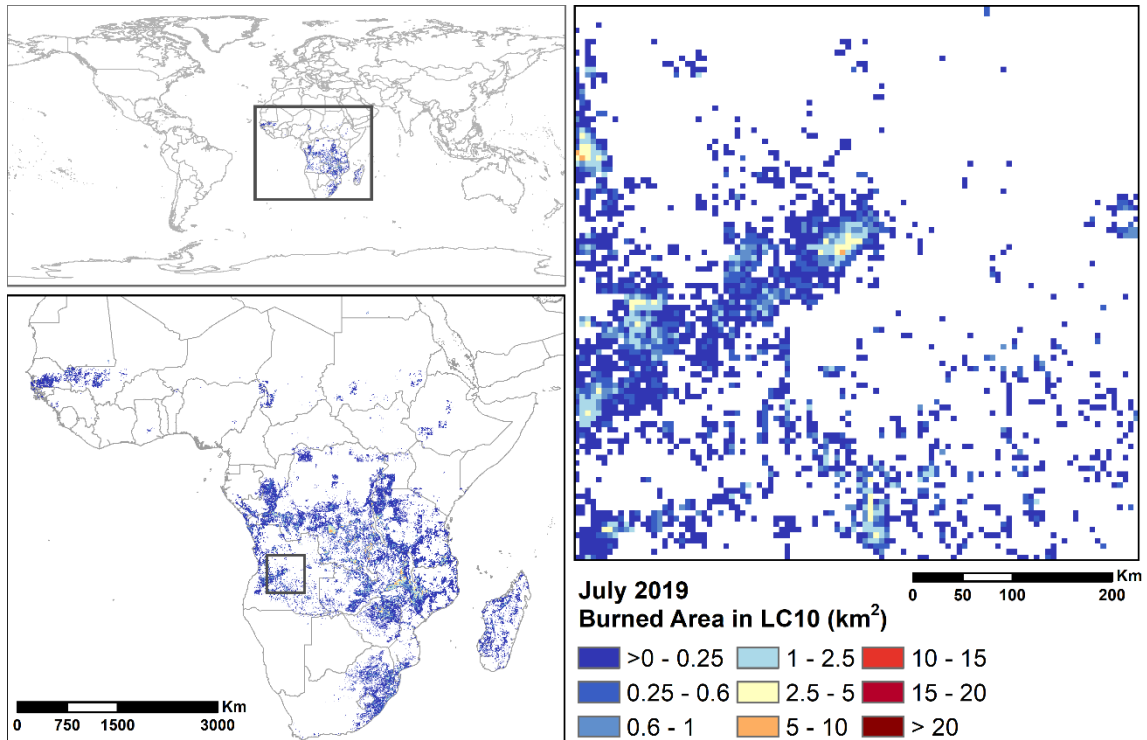 0 750 1500 3000
Km
July 2019
Burned Area in LC10 (km²)
Km
0 50 100 200
>0 - 0.25 1 - 2.5 10 - 15
0.25 - 0.6 2.5 - 5 15 - 20
0.6 - 1 5 - 10 > 20